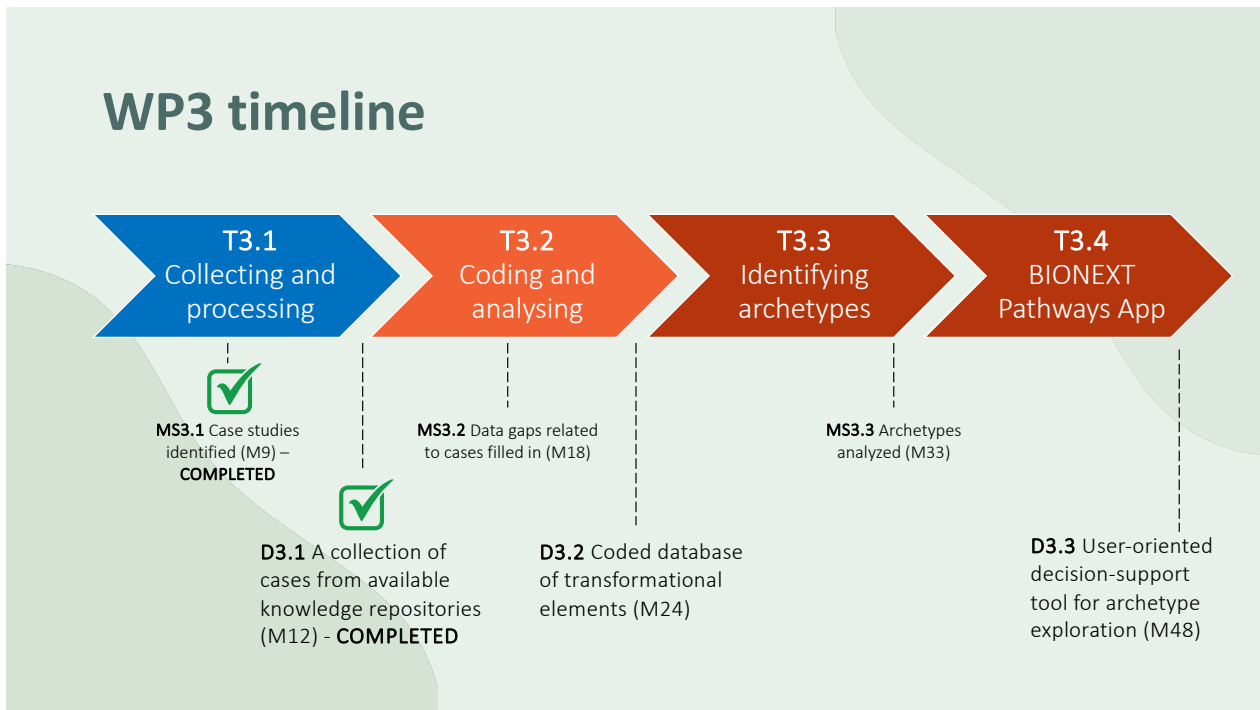 WP3 timeline
T3.1
Collecting and
processing
T3.2
Coding and
analysing
T3.3
Identifying
archetypes
T3.4
BIONEXT
Pathways App
MS3.1 Case studies
identified (M9) –
COMPLETED
MS3.2 Data gaps related
to cases filled in (M18)
MS3.3 Archetypes
analyzed (M33)
D3.1 A collection of
cases from available
knowledge repositories
(M12) - COMPLETED
D3.2 Coded database
of transformational
elements (M24)
D3.3 User-oriented
decision-support
tool for archetype
exploration (M48)